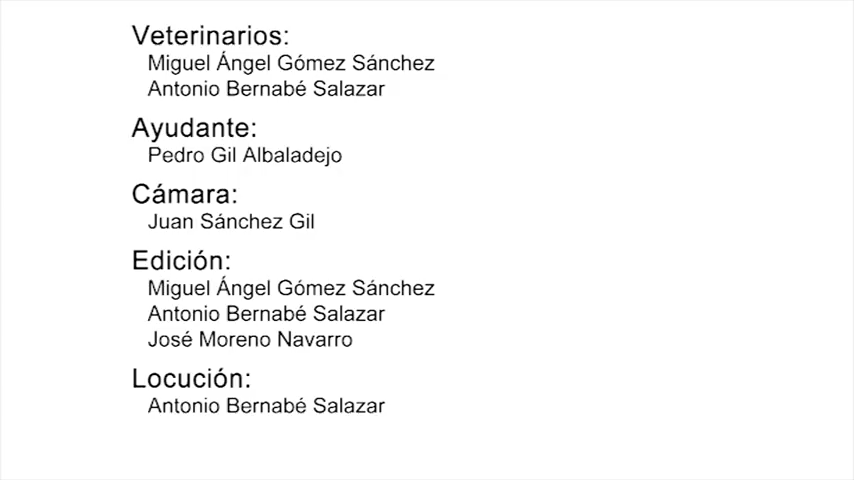 Veterinarios:
Miguel Ángel Gómez Sánchez
Antonio Bernabé Salazar
Ayudante:
Pedro Gil Albaladejo
Cámara:
Juan Sánchez Gil
Edición:
Miguel Ángel Gómez Sánchez
Antonio Bernabé Salazar
José Moreno Navarro
Locución:
Antonio Bernabé Salazar